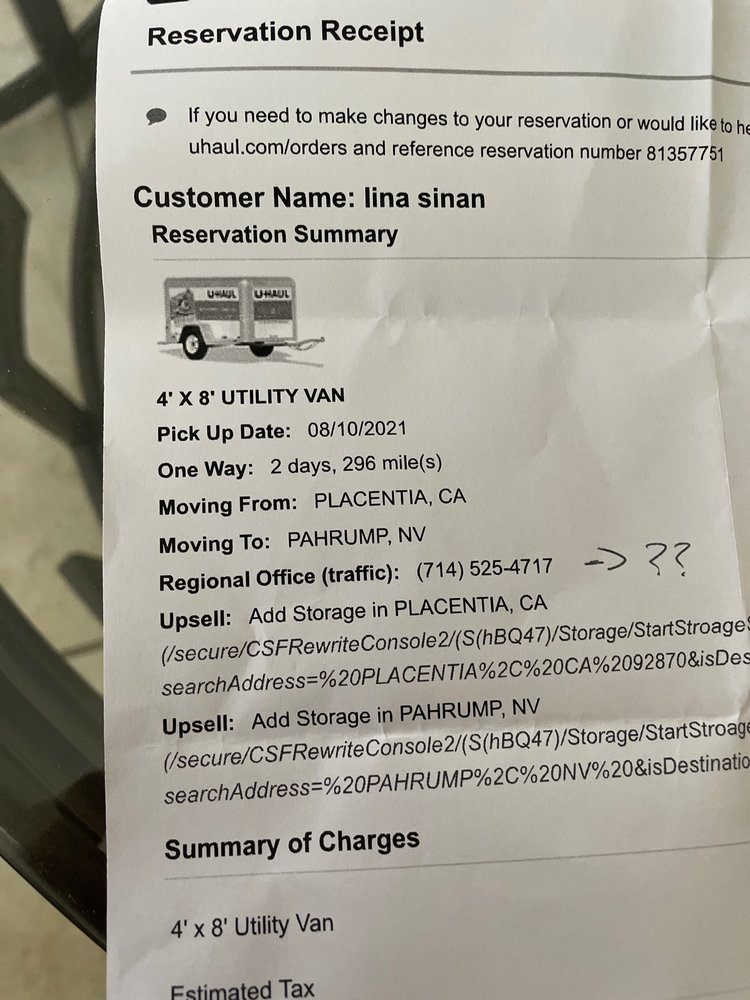 Reservation Receipt
If you need to make changes to your reservation or would like to
uhaul.com/orders and reference reservation number 81357751
Customer Name: lina sinan
Reservation Summary
U-HAUL U-HAUL
4' X 8' UTILITY VAN
Pick Up Date: 08/10/2021
One Way: 2 days, 296 mile(s)
Moving From: PLACENTIA, CA
Moving To: PAHRUMP, NV
Regional Office (traffic): (714) 525-4717 -> ??
Upsell: Add Storage in PLACENTIA, CA
(/secure/CSFRewriteConsole2/(S(hBQ47)/Storage/StartStroage
searchAddress=%20PLACENTIA%2C%20CA%2092870&isDes
Upsell: Add Storage in PAHRUMP, NV
(/secure/CSFRewriteConsole2/(S(hBQ47)/Storage/StartStroage
searchAddress=%20PAHRUMP%2C%20NV%20&isDestinatio
Summary of Charges
4' x 8' Utility Van
Estimated Tax